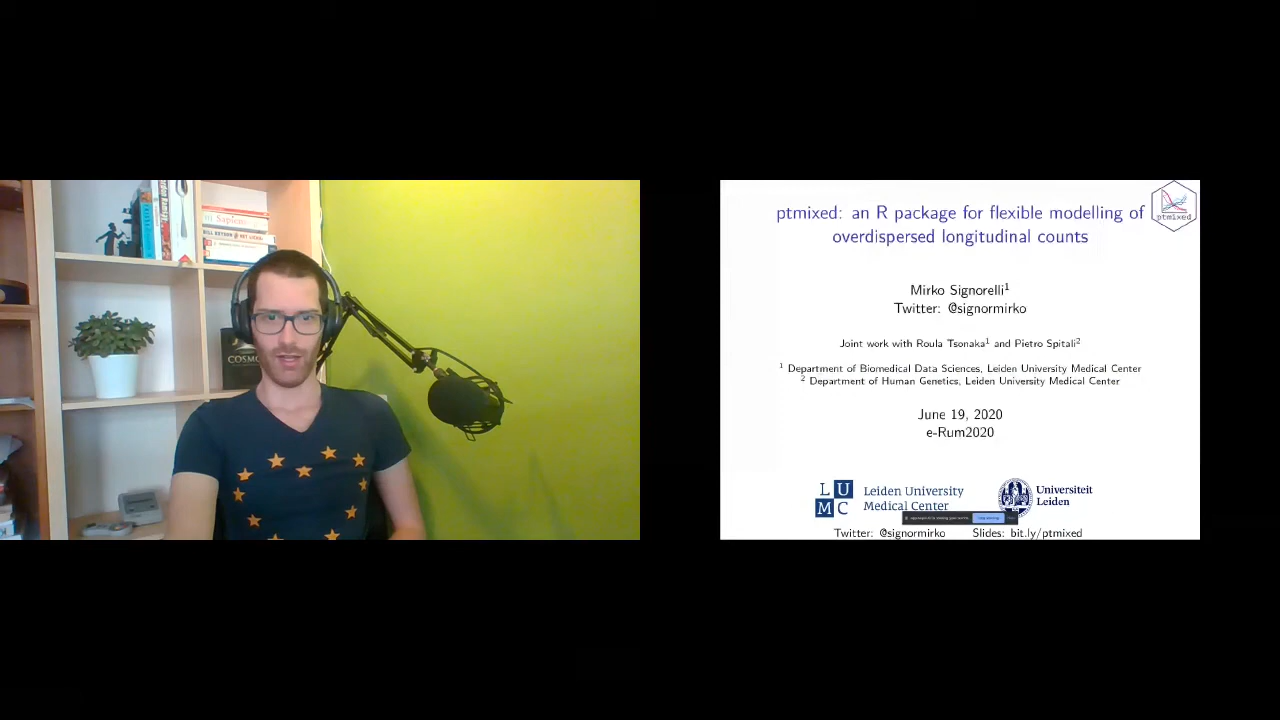 Sapiens
COSMO
ptmixed: an R package for flexible modelling of
overdispersed longitudinal counts
ptmixed
Mirko Signorelli1
Twitter: @signormirko
Joint work with Roula Tsonaka1 and Pietro Spitali2
1 Department of Biomedical Data Sciences, Leiden University Medical Center
2 Department of Human Genetics, Leiden University Medical Center
June 19, 2020
e-Rum2020
L U
M C
Leiden University
Medical Center
Universiteit
Leiden
Twitter: @signormirko Slides: bit.ly/ptmixed